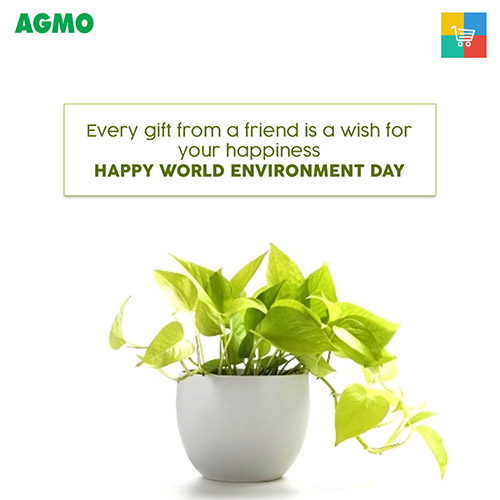 AGMO
Every gift from a friend is a wish for
your happiness
HAPPY WORLD ENVIRONMENT DAY